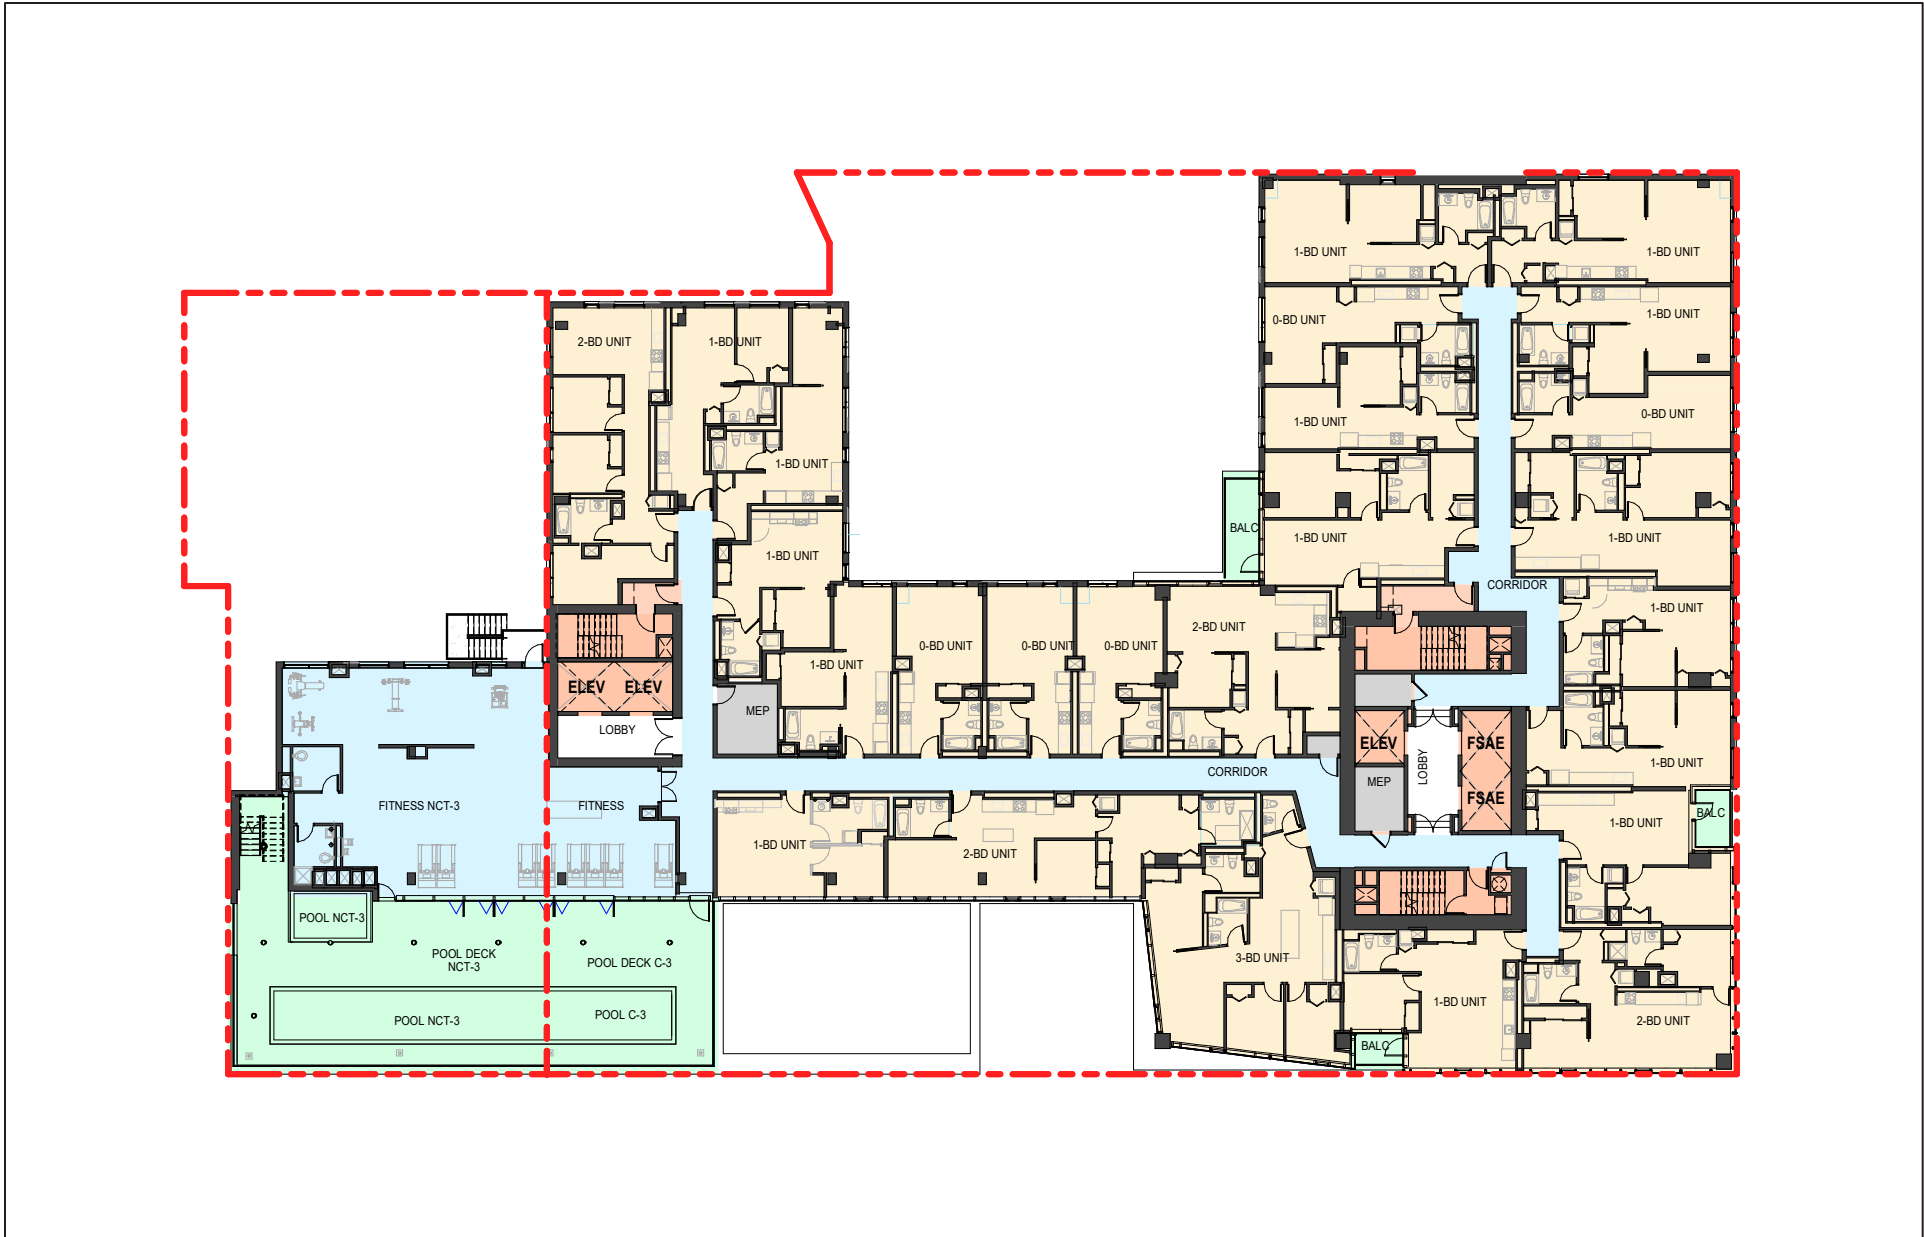 1-BD UNIT
1-BD UNIT
0-BD UNIT
1-BD UNIT
2-BD UNIT
1-BD UNIT
1-BD UNIT
0-BD UNIT
1-BD UNIT
BALC
1-BD UNIT
1-BD UNIT
1-BD UNIT
CORRIDOR
1-BD UNIT
2-BD UNIT
0-BD UNIT
0-BD UNIT
0-BD UNIT
1-BD UNIT
ELEV
ELEV
MEP
LOBBY
ELEV
LOBBY
FSAE
1-BD UNIT
CORRIDOR
MEP
FSAE
FITNESS NCT-3
FITNESS
BALC
1-BD UNIT
1-BD UNIT
2-BD UNIT
POOL NCT-3
POOL DECK
NCT-3
POOL DECK C-3
3-BD UNIT
1-BD UNIT
POOL NCT-3
POOL C-3
2-BD UNIT
BALC